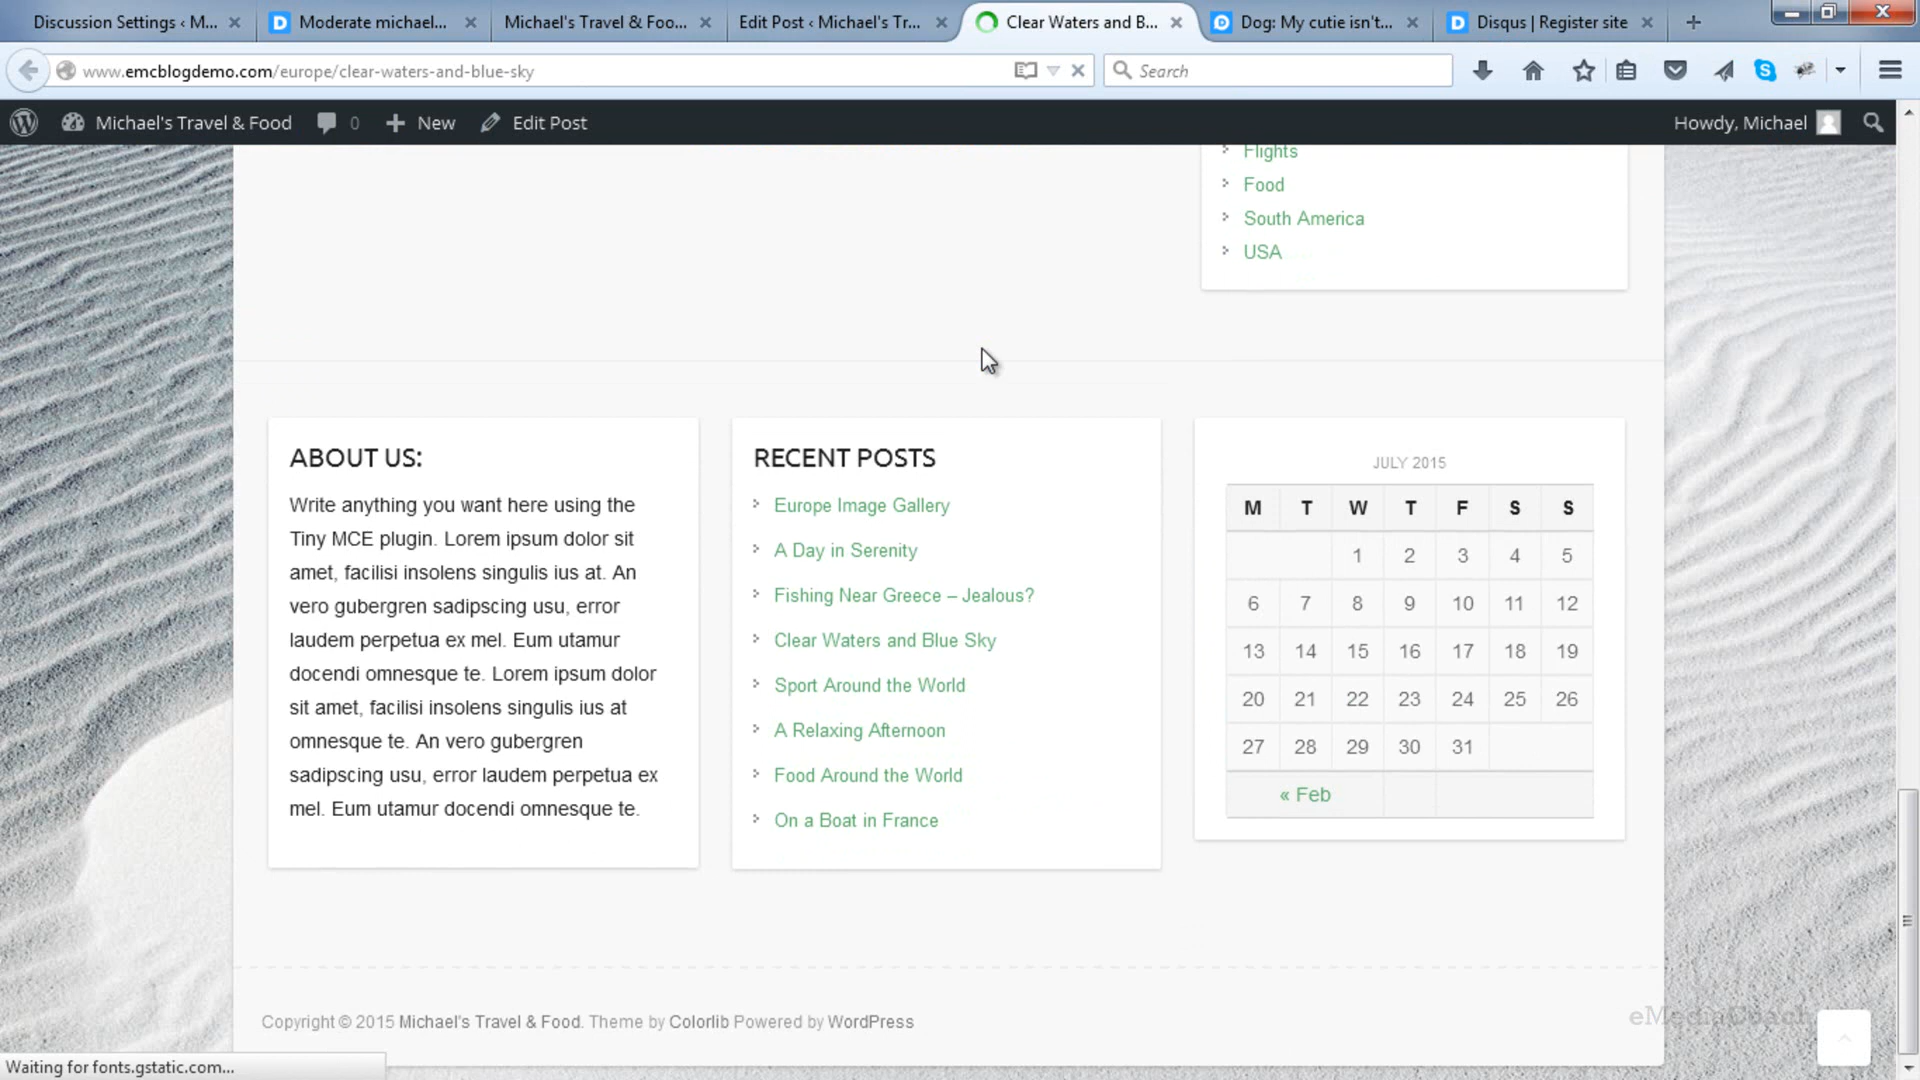 Discussion Settings ‹ M...
Moderate michael...
Michael's Travel & Foo...
Edit Post ‹ Michael's Tr...
Clear Waters and B...
Dog: My cutie isn't...
Disqus | Register site
www.emcblogdemo.com/europe/clear-waters-and-blue-sky
Search
Michael's Travel & Food
0
New
Edit Post
Howdy, Michael
Flights
Food
South America
USA
ABOUT US:
Write anything you want here using the
Tiny MCE plugin. Lorem ipsum dolor sit
amet, facilisi insolens singulis ius at. An
vero gubergren sadipscing usu, error
laudem perpetua ex mel. Eum utamur
docendi omnesque te. Lorem ipsum dolor
sit amet, facilisi insolens singulis ius at
omnesque te. An vero gubergren
sadipscing usu, error laudem perpetua ex
mel. Eum utamur docendi omnesque te.
RECENT POSTS
Europe Image Gallery
A Day in Serenity
Fishing Near Greece – Jealous?
Clear Waters and Blue Sky
Sport Around the World
A Relaxing Afternoon
Food Around the World
On a Boat in France
JULY 2015
M T W T F S S
1 2 3 4 5
6 7 8 9 10 11 12
13 14 15 16 17 18 19
20 21 22 23 24 25 26
27 28 29 30 31
« Feb
Copyright © 2015 Michael's Travel & Food. Theme by Colorlib Powered by WordPress
eMediaCoach
Waiting for fonts.gstatic.com...